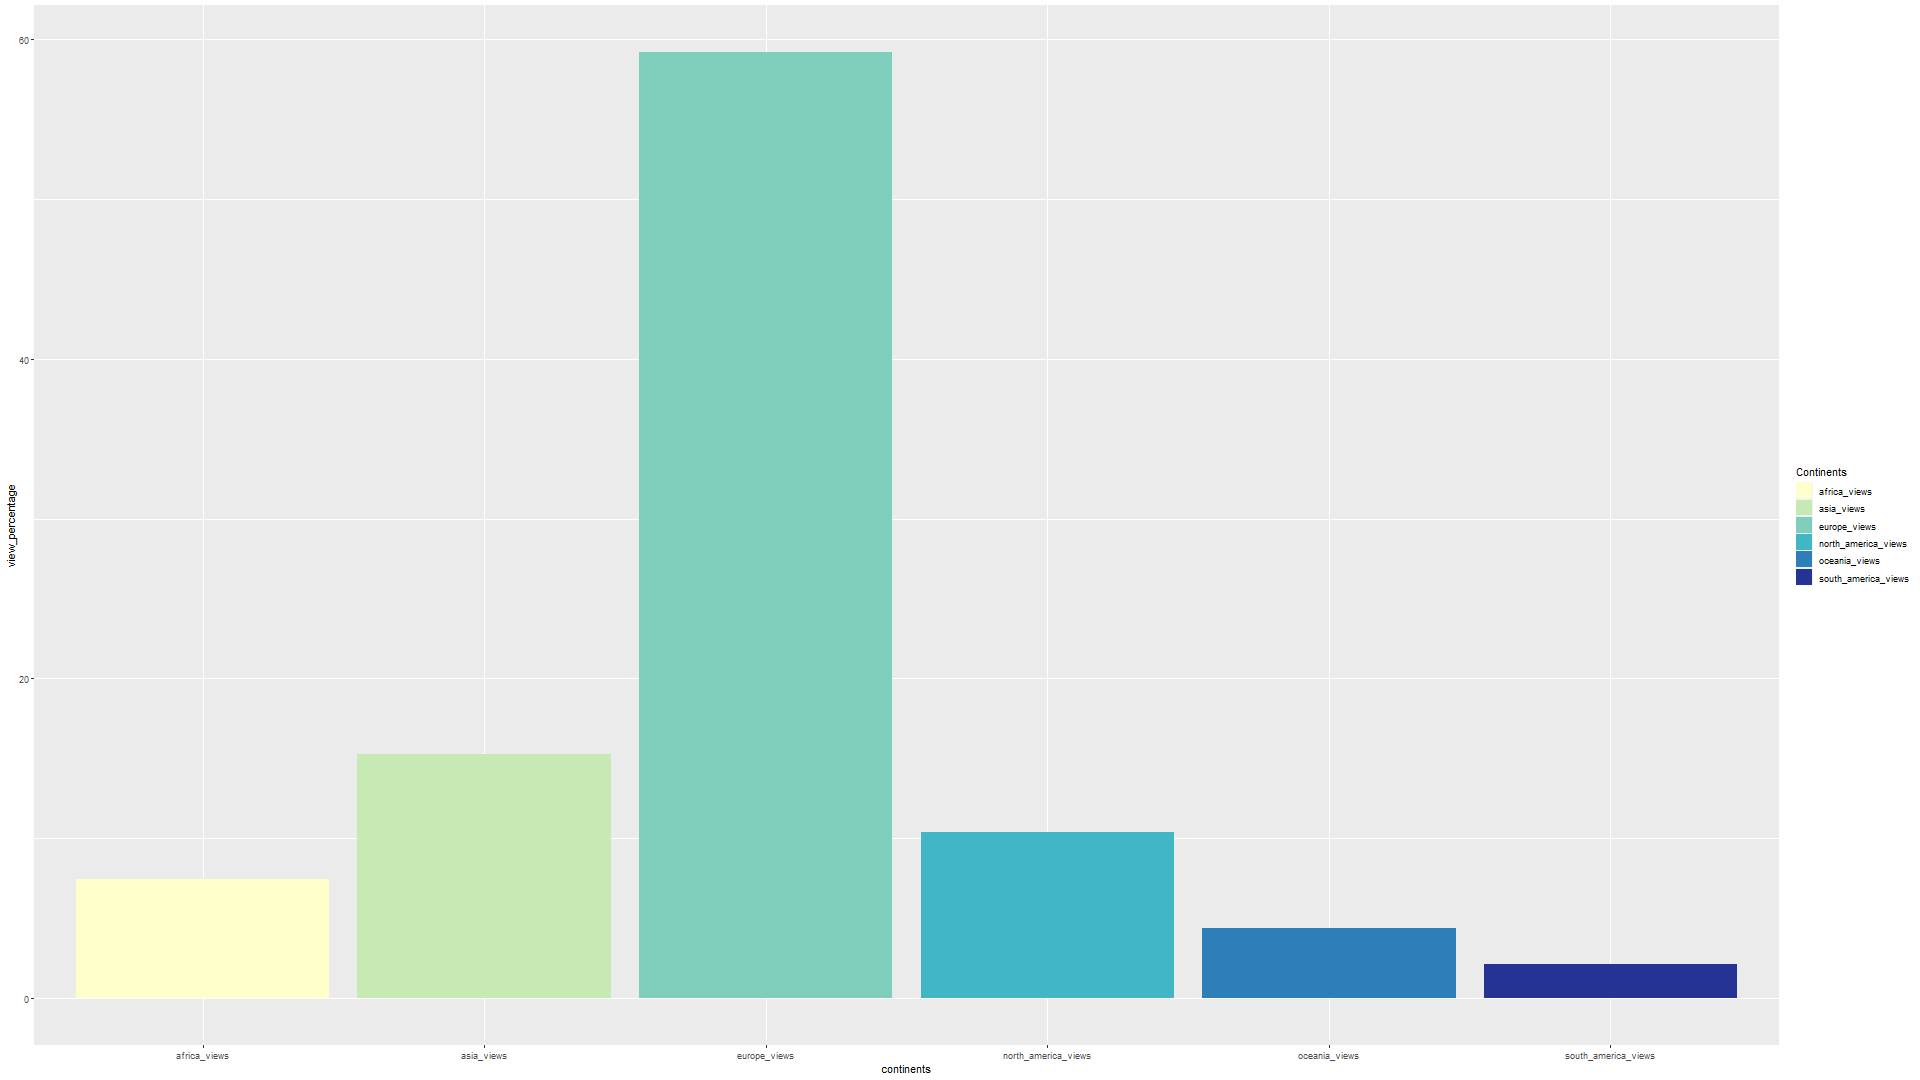 60
40
20
0
view_percentage
africa_views
asia_views
europe_views
north_america_views
oceania_views
south_america_views
continents
Continents
africa_views
asia_views
europe_views
north_america_views
oceania_views
south_america_views